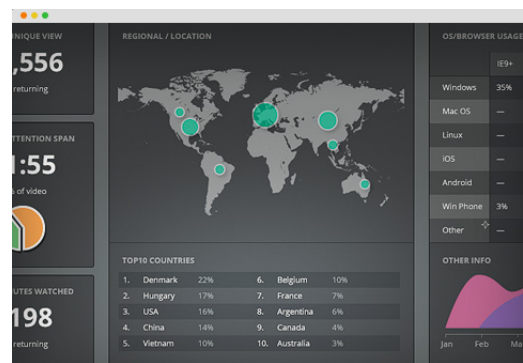 UNIQUE VIEW
,556
returning
ATTENTION SPAN
:55
of video
UTES WATCHED
198
returning
REGIONAL / LOCATION
TOP10 COUNTRIES
1. Denmark 22% 6. Belgium 10%
2. Hungary 17% 7. France 7%
3. USA 16% 8. Argentina 6%
4. China 14% 9. Canada 4%
5. Vietnam 10% 10. Australia 3%
OS/BROWSER USAGE
IE9+
Windows 35%
Mac OS —
Linux —
iOS —
Android —
Win Phone 3%
Other —
OTHER INFO
Jan Feb Ma